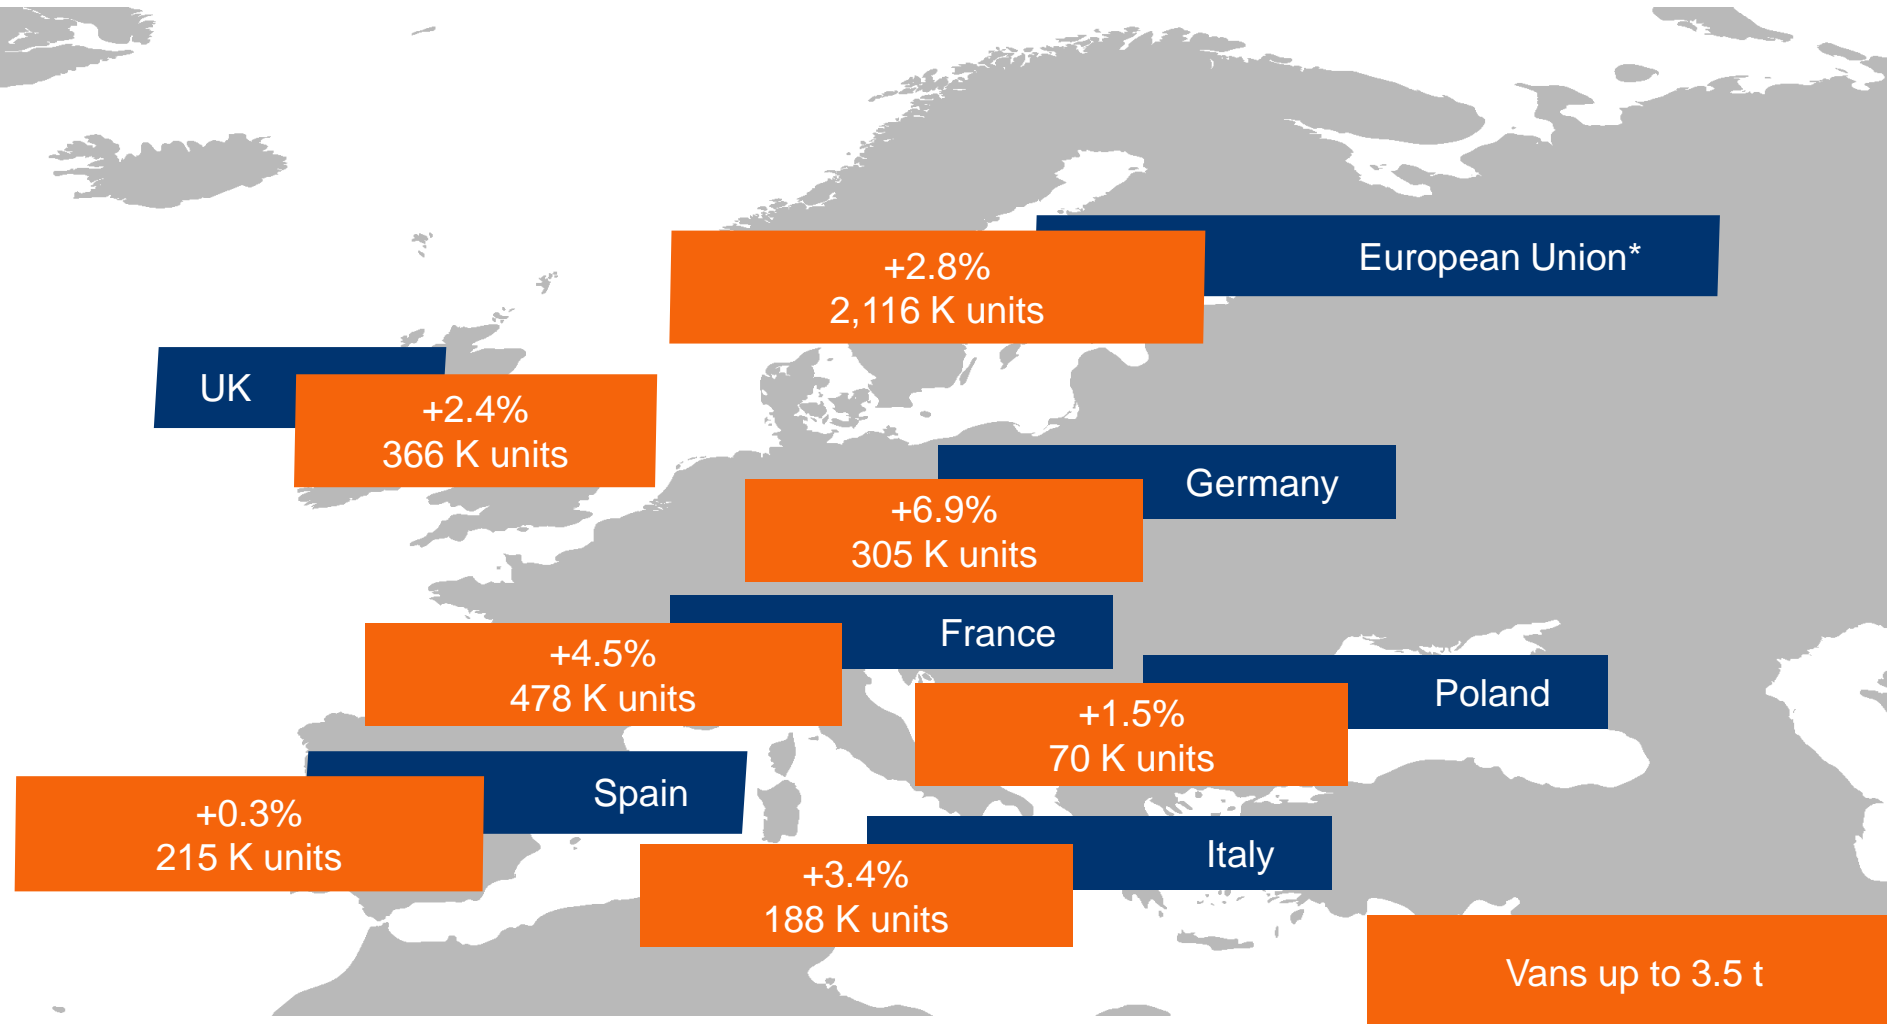 European Union*
+2.8%
2,116 K units
UK
+2.4%
366 K units
Germany
+6.9%
305 K units
France
+4.5%
478 K units
Poland
+1.5%
70 K units
Spain
+0.3%
215 K units
Italy
+3.4%
188 K units
Vans up to 3.5 t